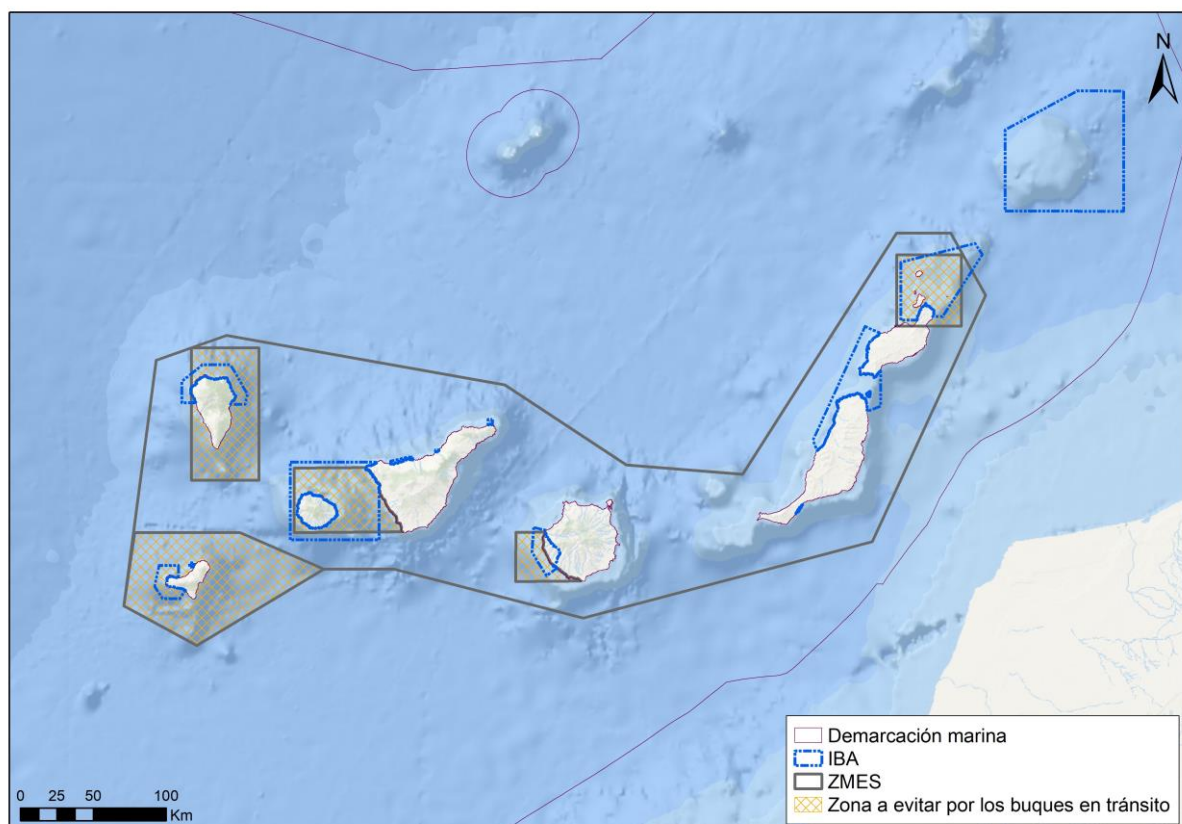 N
Demarcación marina
IBA
ZMES
Zona a evitar por los buques en tránsito
0 25 50 100
Km